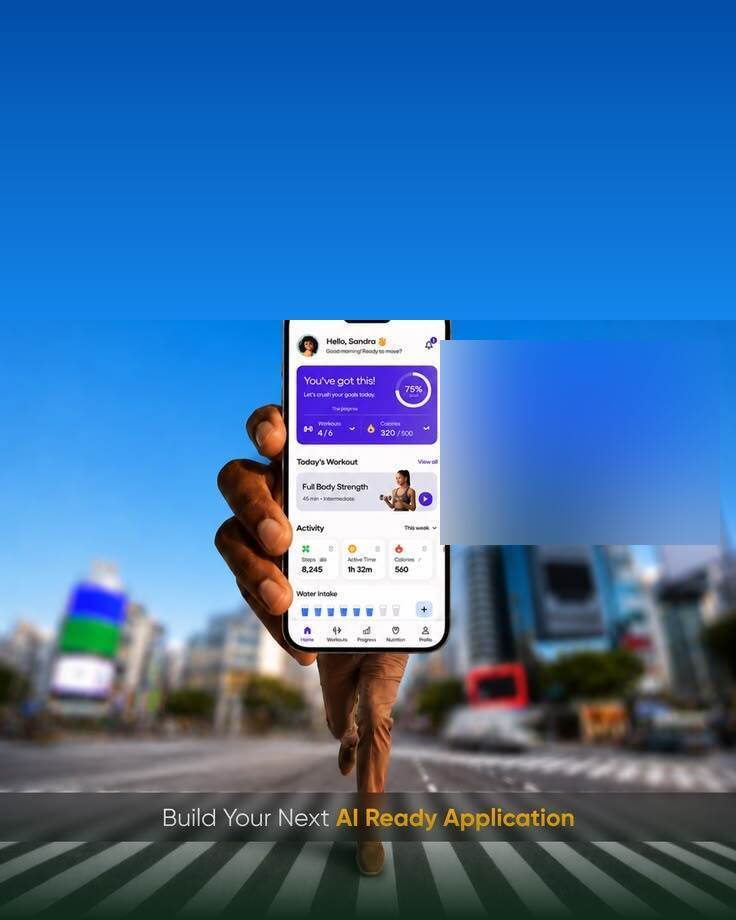 Hello, Sandra 👋
Good morning! Ready to move?
You've got this!
Let's crush your goals today.
75%
Workouts
4 / 6
Calories
320 / 500
Today's Workout
View all
Full Body Strength
45 min • Intermediate
Activity
This week
Steps
8,245
Active Time
1h 32m
Calories
560
Water Intake
+
Home
Workouts
Progress
Nutrition
Profile
Build Your Next AI Ready Application